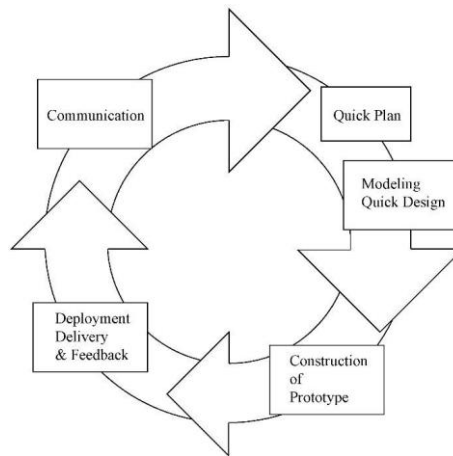 Communication
Quick Plan
Modeling
Quick Design
Construction
of
Prototype
Deployment
Delivery
& Feedback